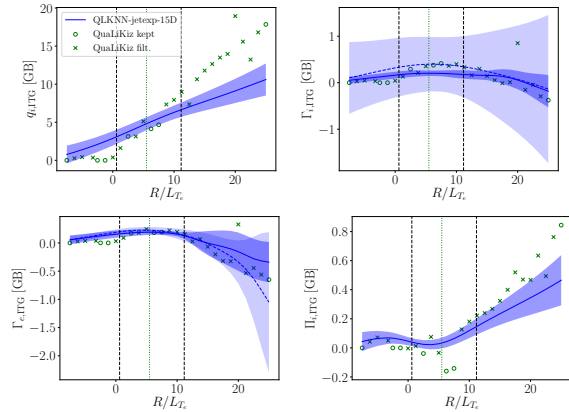 QLKNN-jetexp-15D
QuaLiKiz kept
QuaLiKiz filt.
20
15
10
5
0
q_{i,ITG} [GB]
0
10
20
R/L_{T_e}
1
0
−1
Γ_{i,ITG} [GB]
0
10
20
R/L_{T_e}
0.0
−0.5
−1.0
−1.5
−2.0
Γ_{e,ITG} [GB]
0
10
20
R/L_{T_e}
0.8
0.6
0.4
0.2
0.0
Π_{i,ITG} [GB]
0
10
20
R/L_{T_e}